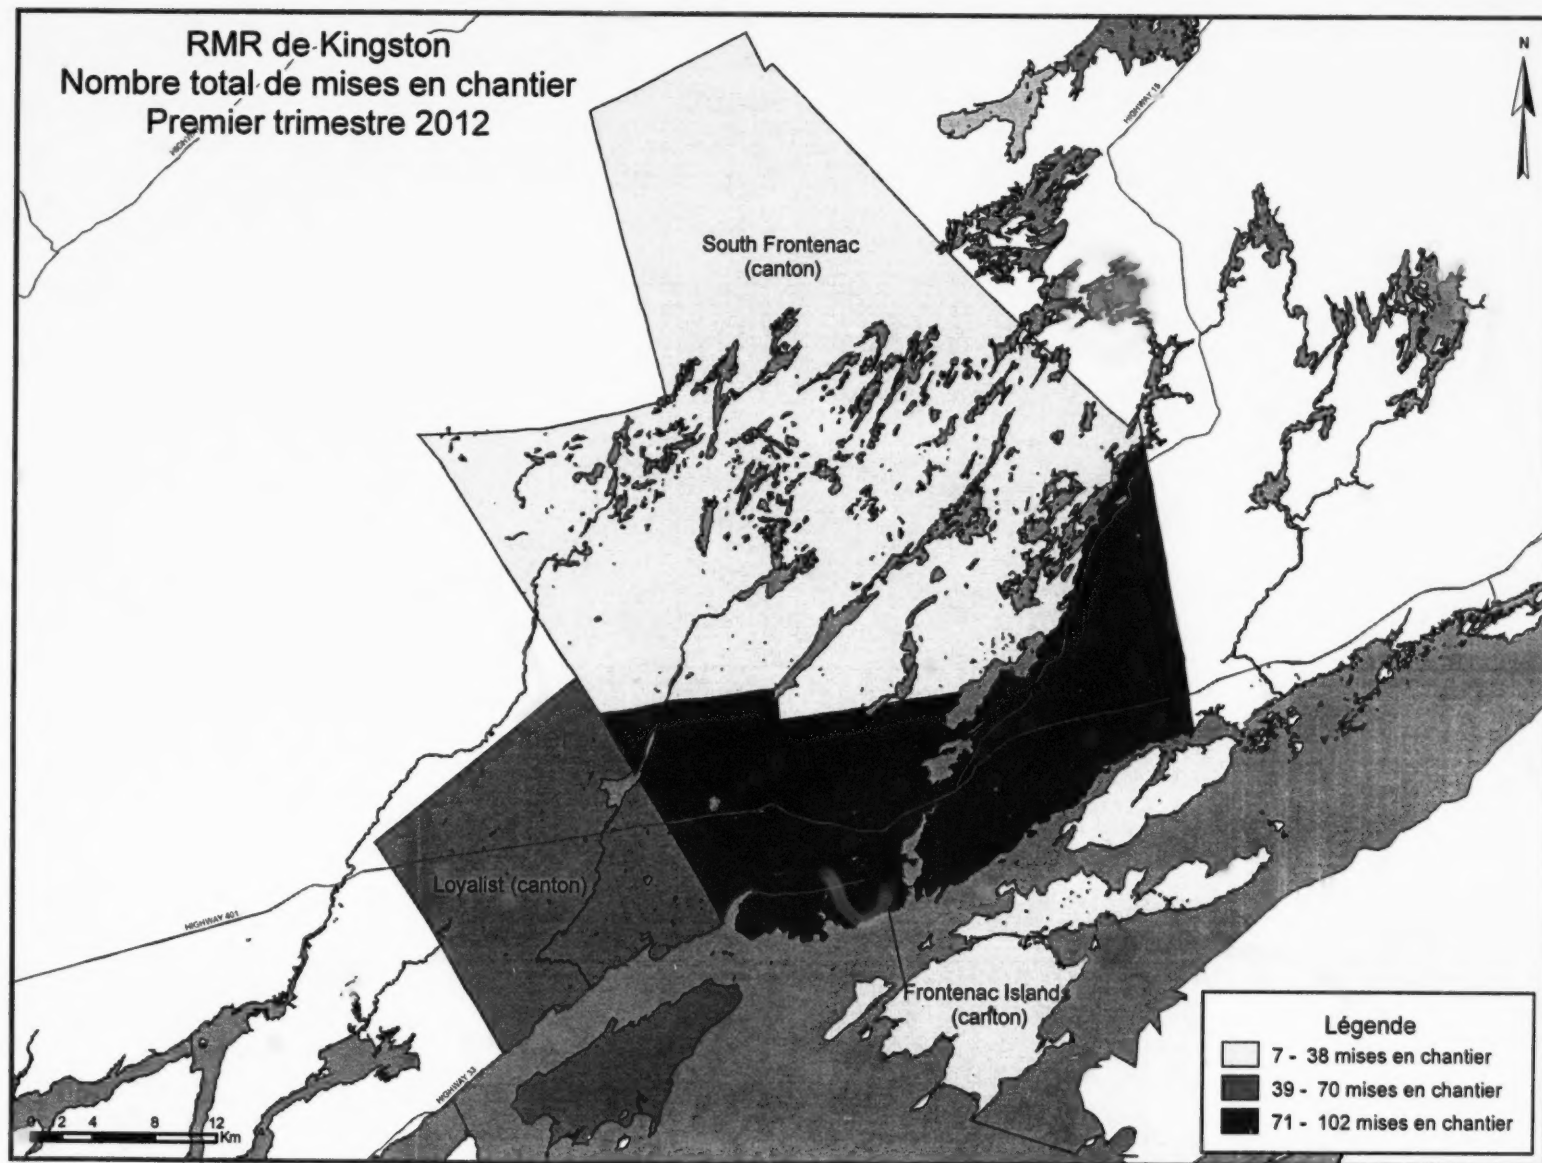 RMR de Kingston
Nombre total de mises en chantier
Premier trimestre 2012
N
HIGHWAY 15
South Frontenac
(canton)
Loyalist (canton)
HIGHWAY 401
Frontenac Islands
(canton)
HIGHWAY 33
0 2 4 8 12
Km
Légende
7 - 38 mises en chantier
39 - 70 mises en chantier
71 - 102 mises en chantier